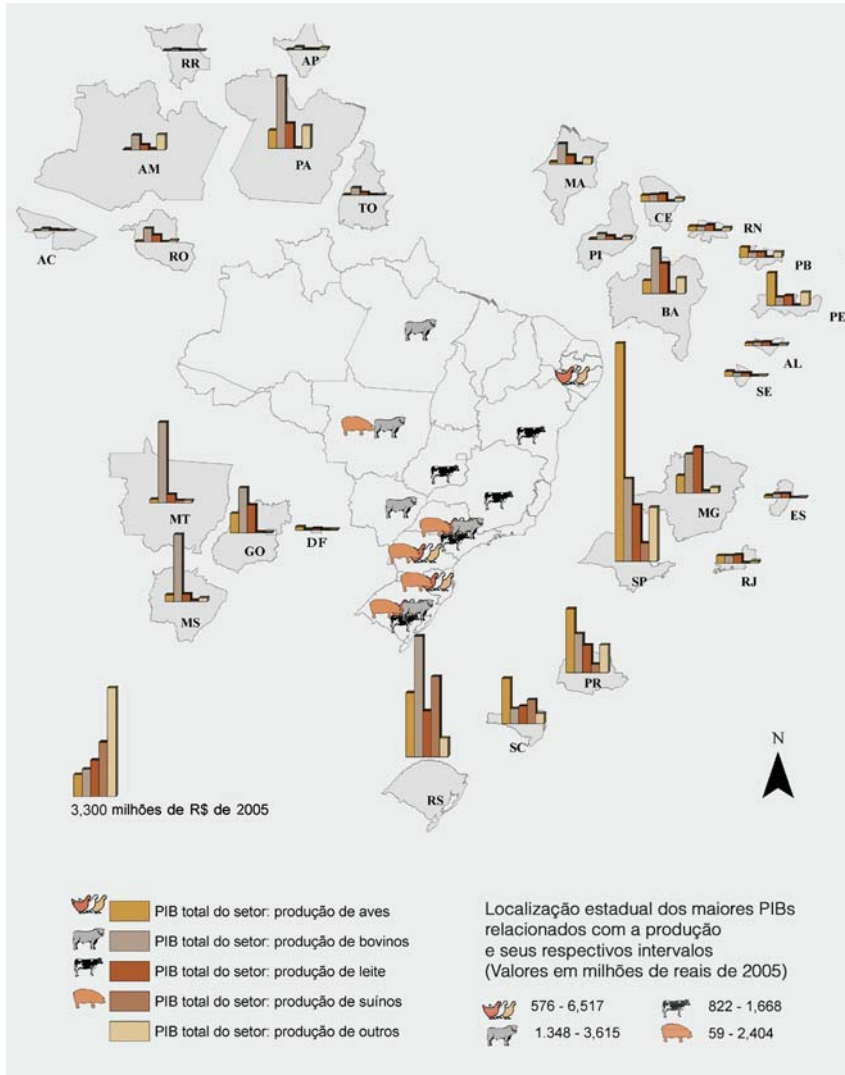 RR
AP
AM
PA
TO
AC
RO
MA
CE
RN
PI
PB
BA
PE
AL
SE
MT
GO
DF
MS
MG
ES
SP
RJ
PR
SC
RS
N
3,300 milhões de R$ de 2005
PIB total do setor: produção de aves
PIB total do setor: produção de bovinos
PIB total do setor: produção de leite
PIB total do setor: produção de suínos
PIB total do setor: produção de outros
Localização estadual dos maiores PIBs
relacionados com a produção
e seus respectivos intervalos
(Valores em milhões de reais de 2005)
576 - 6,517
822 - 1,668
1.348 - 3,615
59 - 2,404